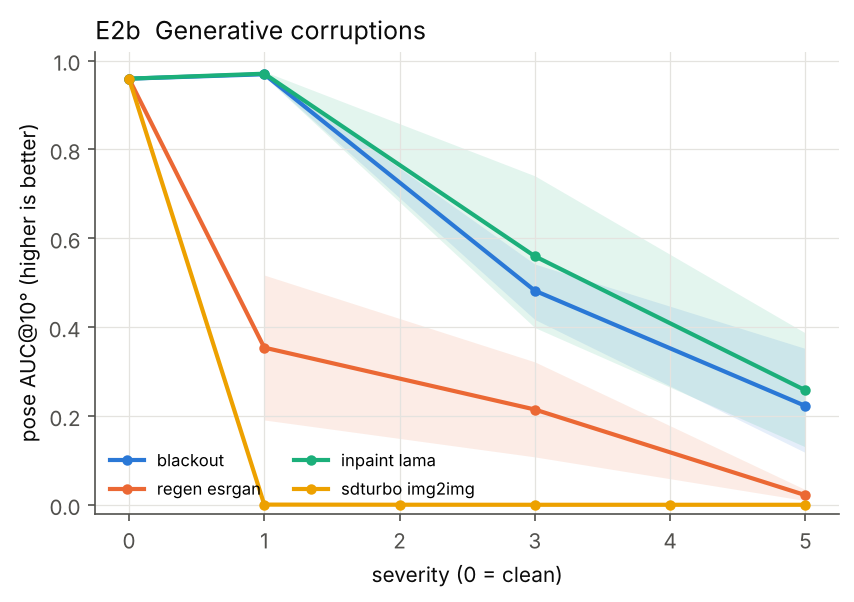 E2b  Generative corruptions
pose AUC@10° (higher is better)
1.0
0.8
0.6
0.4
0.2
0.0
blackout
inpaint lama
regen esrgan
sdturbo img2img
0 1 2 3 4 5
severity (0 = clean)